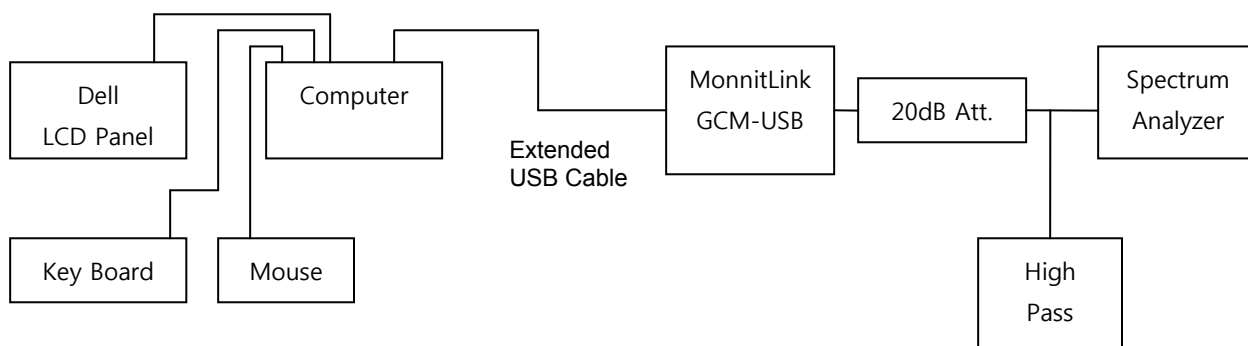 Dell
LCD Panel
Computer
MonnitLink
GCM-USB
20dB Att.
Spectrum
Analyzer
Extended
USB Cable
Key Board
Mouse
High
Pass